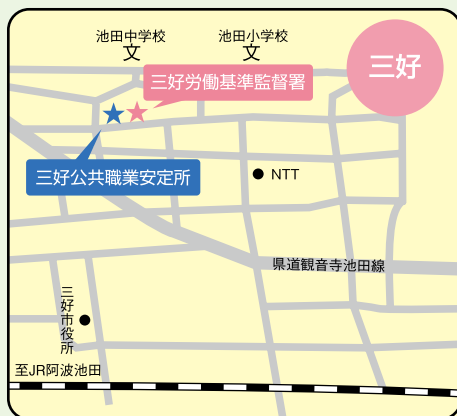 池田中学校
文
池田小学校
文
三好
三好労働基準監督署
三好公共職業安定所
NTT
県道観音寺池田線
三好市役所
至JR阿波池田